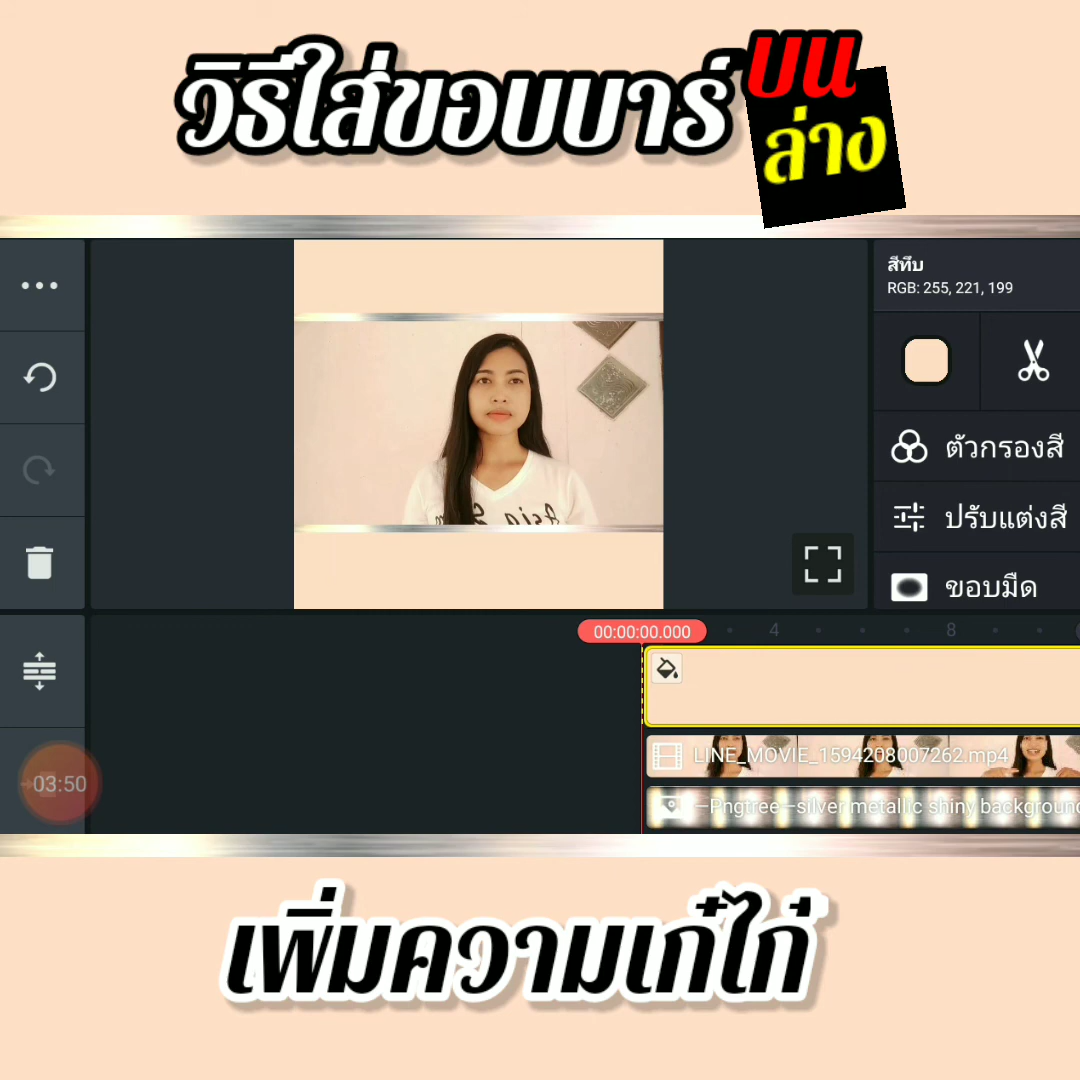 วิธีใส่ขอบบาร์ บน
ล่าง
สีทึบ
RGB: 255, 221, 199
ตัวกรองสี
ปรับแต่งสี
ขอบมืด
00:00:00.000
4
8
LINE_MOVIE_1594208007262.mp4
—Pngtree—silver metallic shiny background
03:50
เพิ่มความเก๋ไก๋